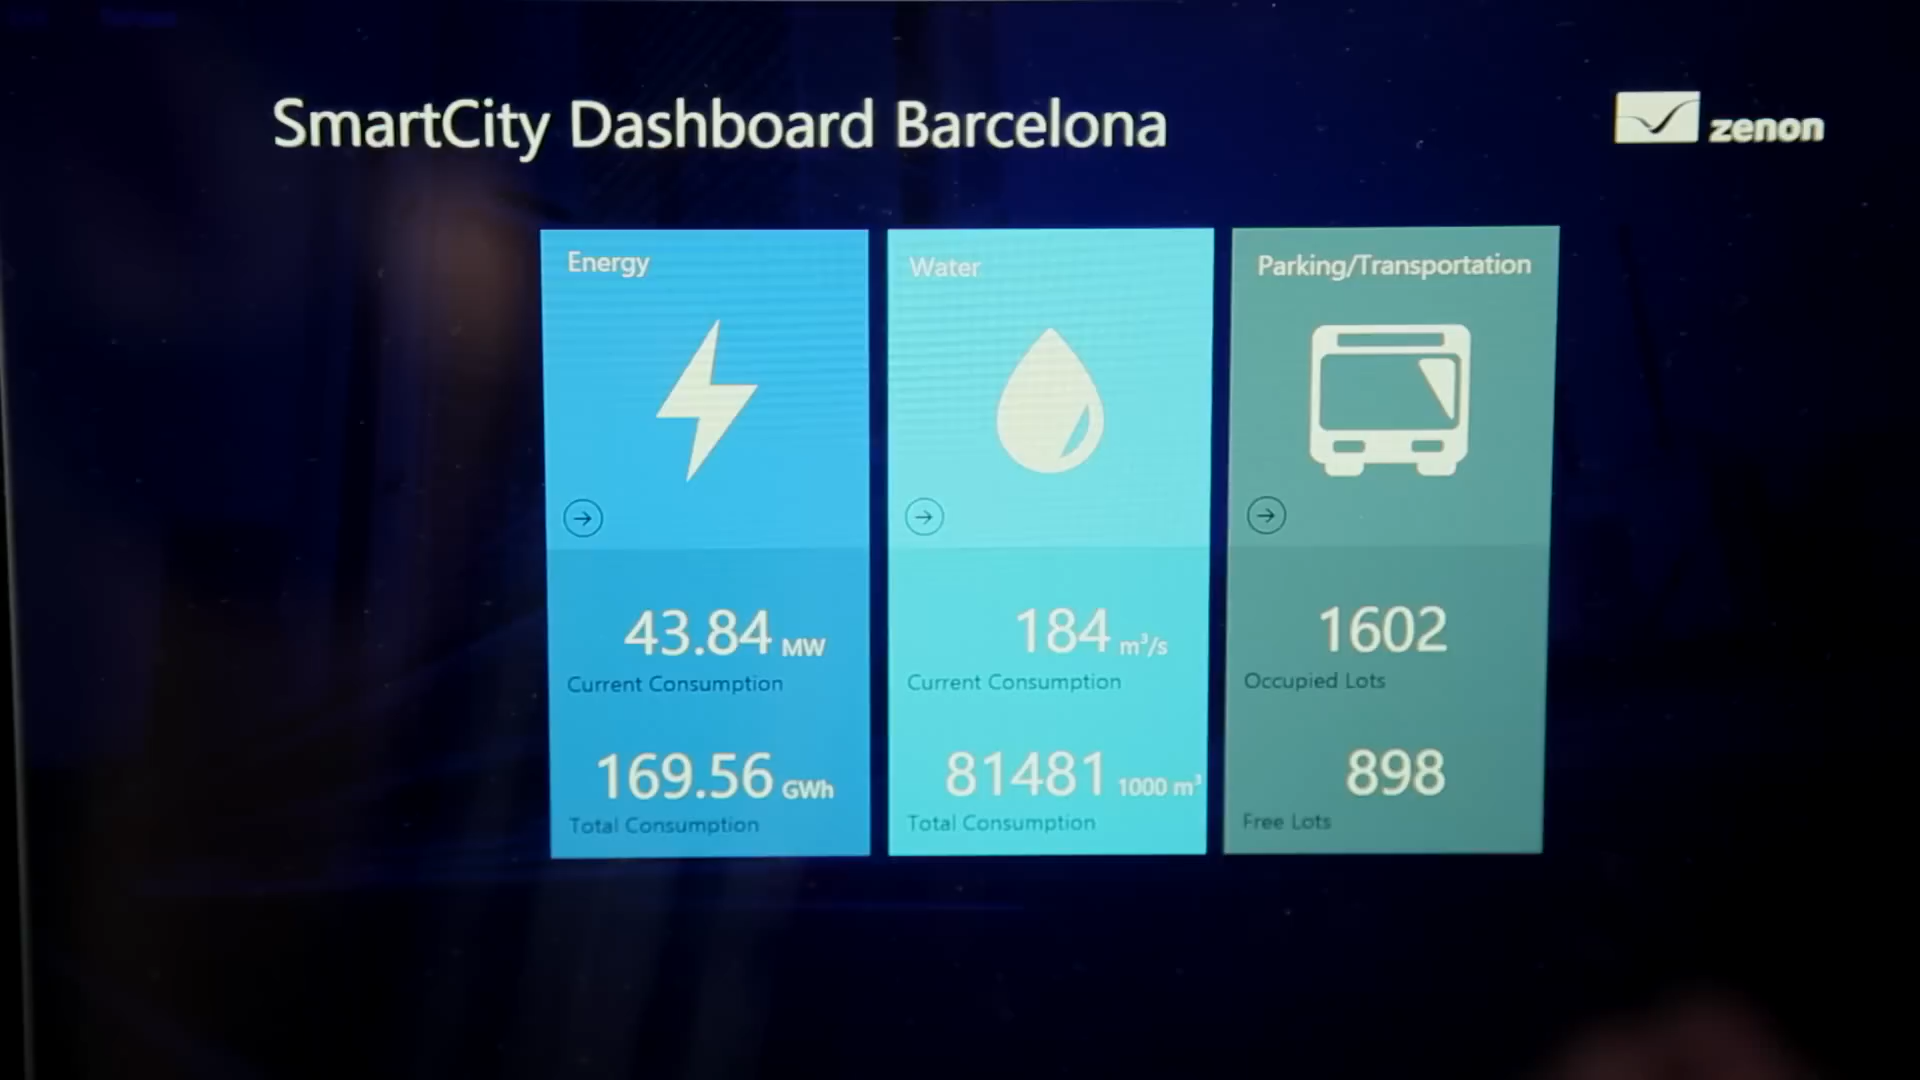 SmartCity Dashboard Barcelona
zenon
Energy
43.84 MW
Current Consumption
169.56 GWh
Total Consumption
Water
184 m³/s
Current Consumption
81481 1000 m³
Total Consumption
Parking/Transportation
1602
Occupied Lots
898
Free Lots